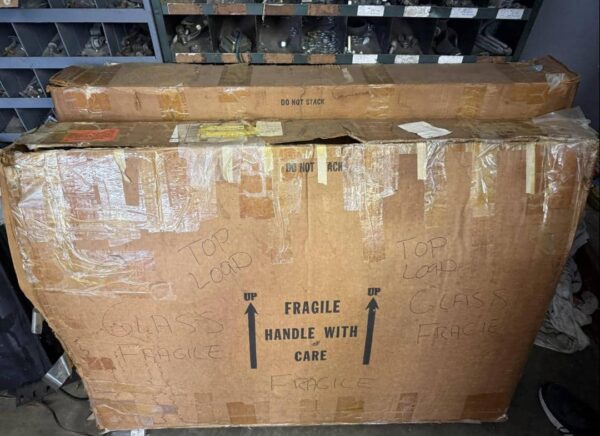 DO NOT STACK
DO NOT STACK
TOP
LOAD
TOP
LOAD
UP
UP
FRAGILE
HANDLE WITH
CARE
GLASS
FRAGILE
GLASS
FRAGIE
FRAGILE